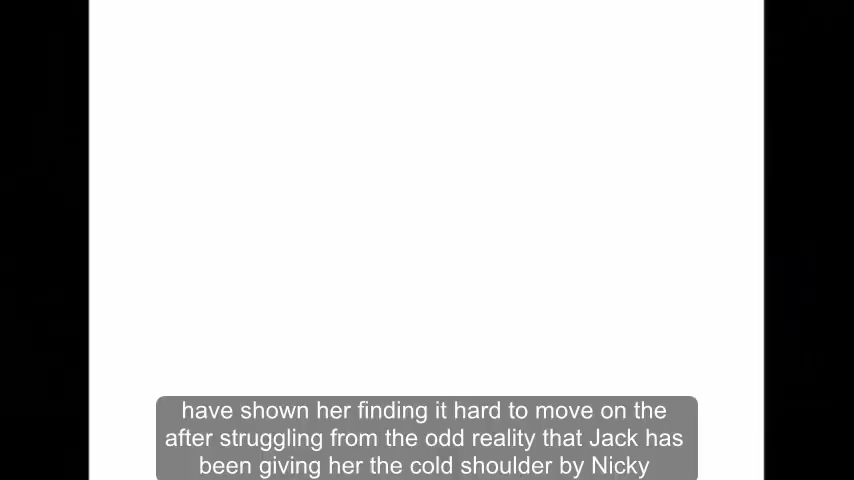 have shown her finding it hard to move on the
after struggling from the odd reality that Jack has
been giving her the cold shoulder by Nicky